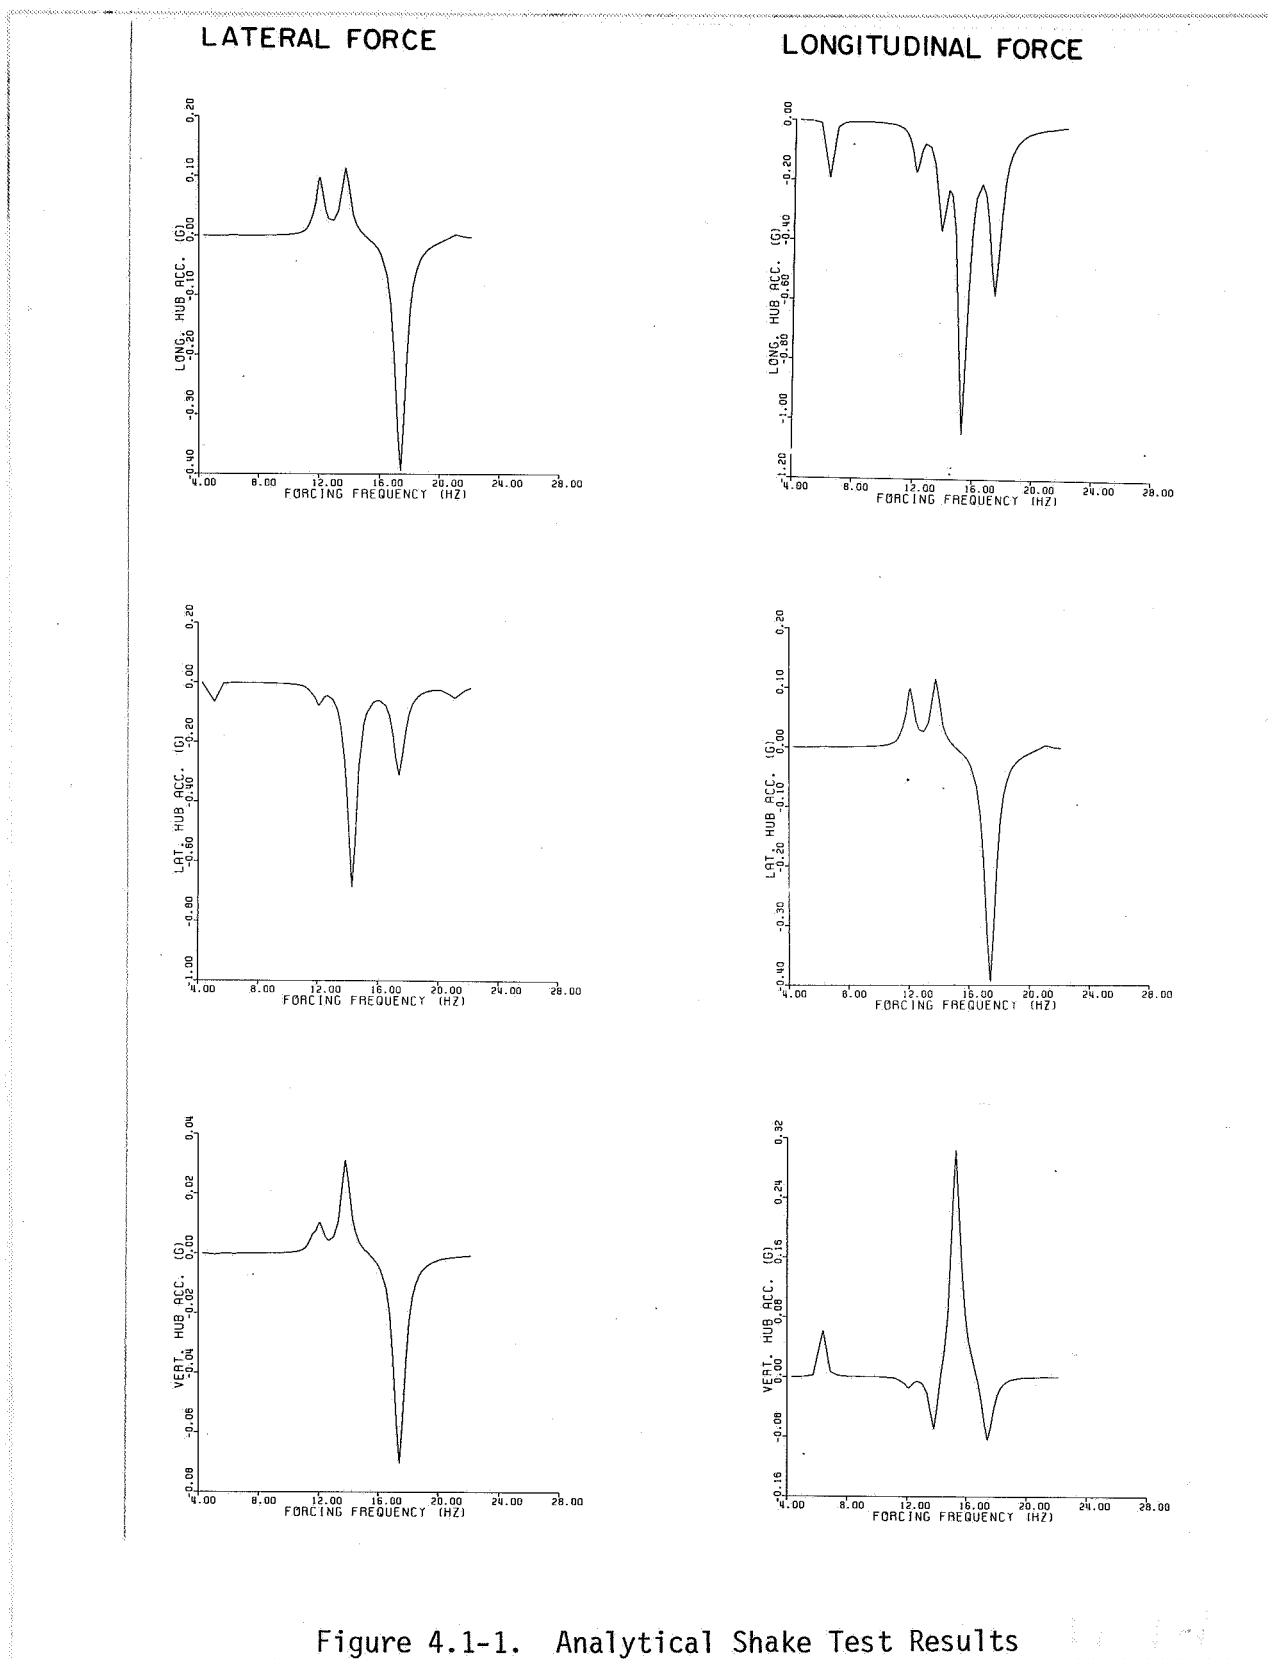 LATERAL FORCE
LONGITUDINAL FORCE
LONG. HUB ACC. (G)
0.20
0.10
0.00
-0.10
-0.20
-0.30
-0.40
4.00 8.00 12.00 16.00 20.00 24.00 28.00
FORCING FREQUENCY (HZ)
LONG. HUB ACC. (G)
0.00
-0.20
-0.40
-0.60
-0.80
-1.00
-1.20
4.00 8.00 12.00 16.00 20.00 24.00 28.00
FORCING FREQUENCY (HZ)
LAT. HUB ACC. (G)
0.20
0.00
-0.20
-0.40
-0.60
-0.80
-1.00
4.00 8.00 12.00 16.00 20.00 24.00 28.00
FORCING FREQUENCY (HZ)
LAT. HUB ACC. (G)
0.20
0.10
0.00
-0.10
-0.20
-0.30
-0.40
4.00 8.00 12.00 16.00 20.00 24.00 28.00
FORCING FREQUENCY (HZ)
VERT. HUB ACC. (G)
0.04
0.02
0.00
-0.02
-0.04
-0.06
-0.08
4.00 8.00 12.00 16.00 20.00 24.00 28.00
FORCING FREQUENCY (HZ)
VERT. HUB ACC. (G)
0.32
0.24
0.16
0.08
0.00
-0.08
-0.16
4.00 8.00 12.00 16.00 20.00 24.00 28.00
FORCING FREQUENCY (HZ)
Figure 4.1-1. Analytical Shake Test Results